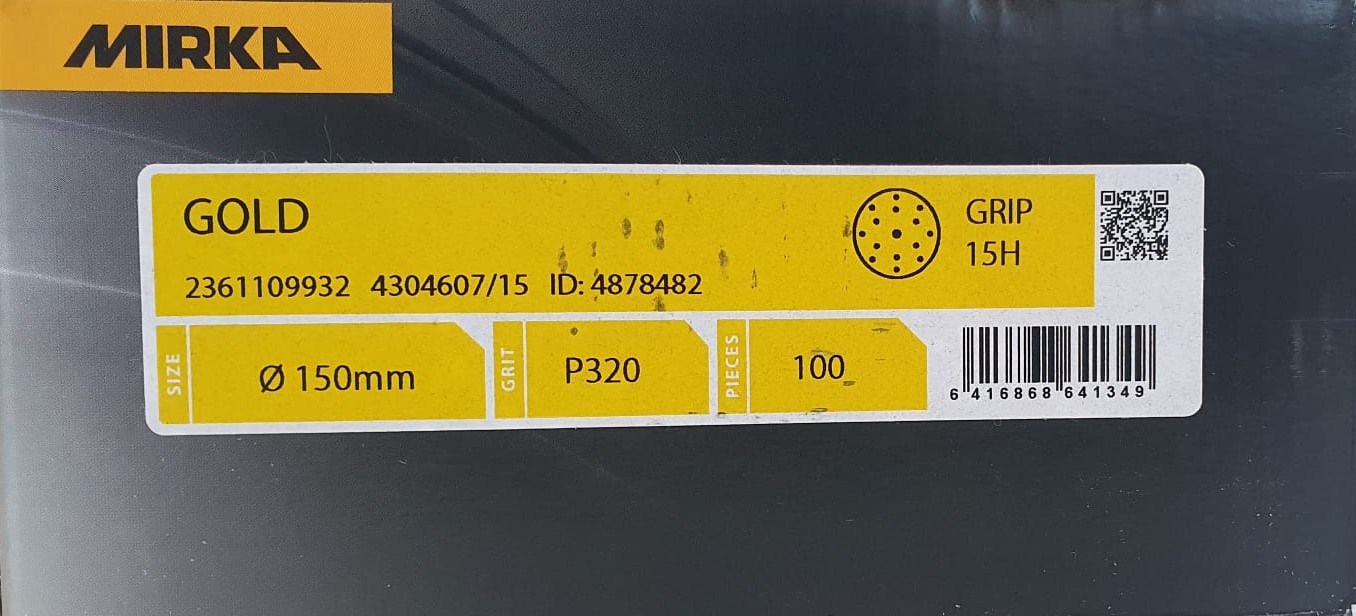 MIRKA
GOLD
GRIP
15H
2361109932 4304607/15 ID: 4878482
SIZE
Ø 150mm
GRIT
P320
PIECES
100
6 416868 641349